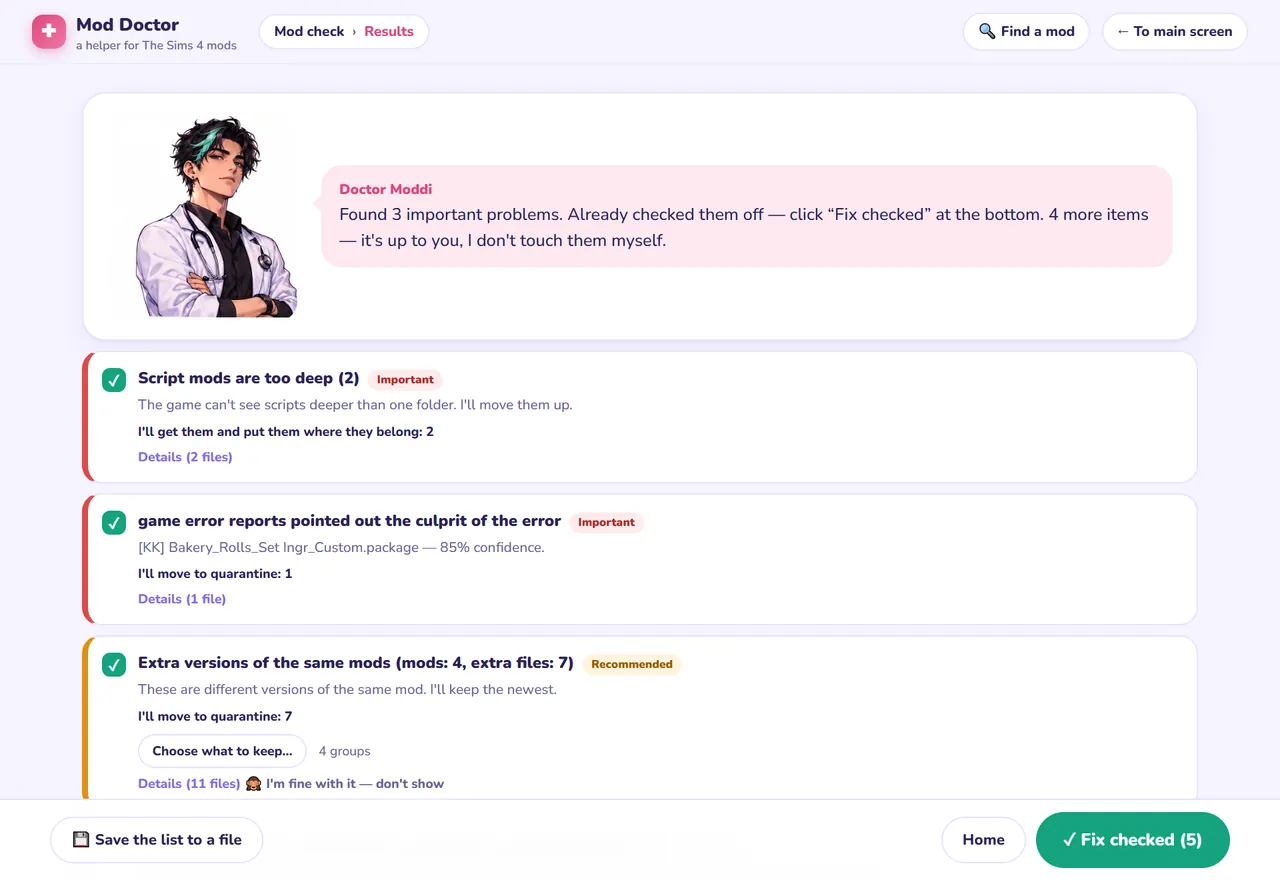 Mod Doctor
a helper for The Sims 4 mods
Mod check › Results
🔍 Find a mod
← To main screen
Doctor Moddi
Found 3 important problems. Already checked them off — click “Fix checked” at the bottom. 4 more items
— it's up to you, I don't touch them myself.
Script mods are too deep (2) Important
The game can't see scripts deeper than one folder. I'll move them up.
I'll get them and put them where they belong: 2
Details (2 files)
game error reports pointed out the culprit of the error Important
[KK] Bakery_Rolls_Set Ingr_Custom.package — 85% confidence.
I'll move to quarantine: 1
Details (1 file)
Extra versions of the same mods (mods: 4, extra files: 7) Recommended
These are different versions of the same mod. I'll keep the newest.
I'll move to quarantine: 7
Choose what to keep... 4 groups
Details (11 files) 🙈 I'm fine with it — don't show
💾 Save the list to a file
Home
✓ Fix checked (5)